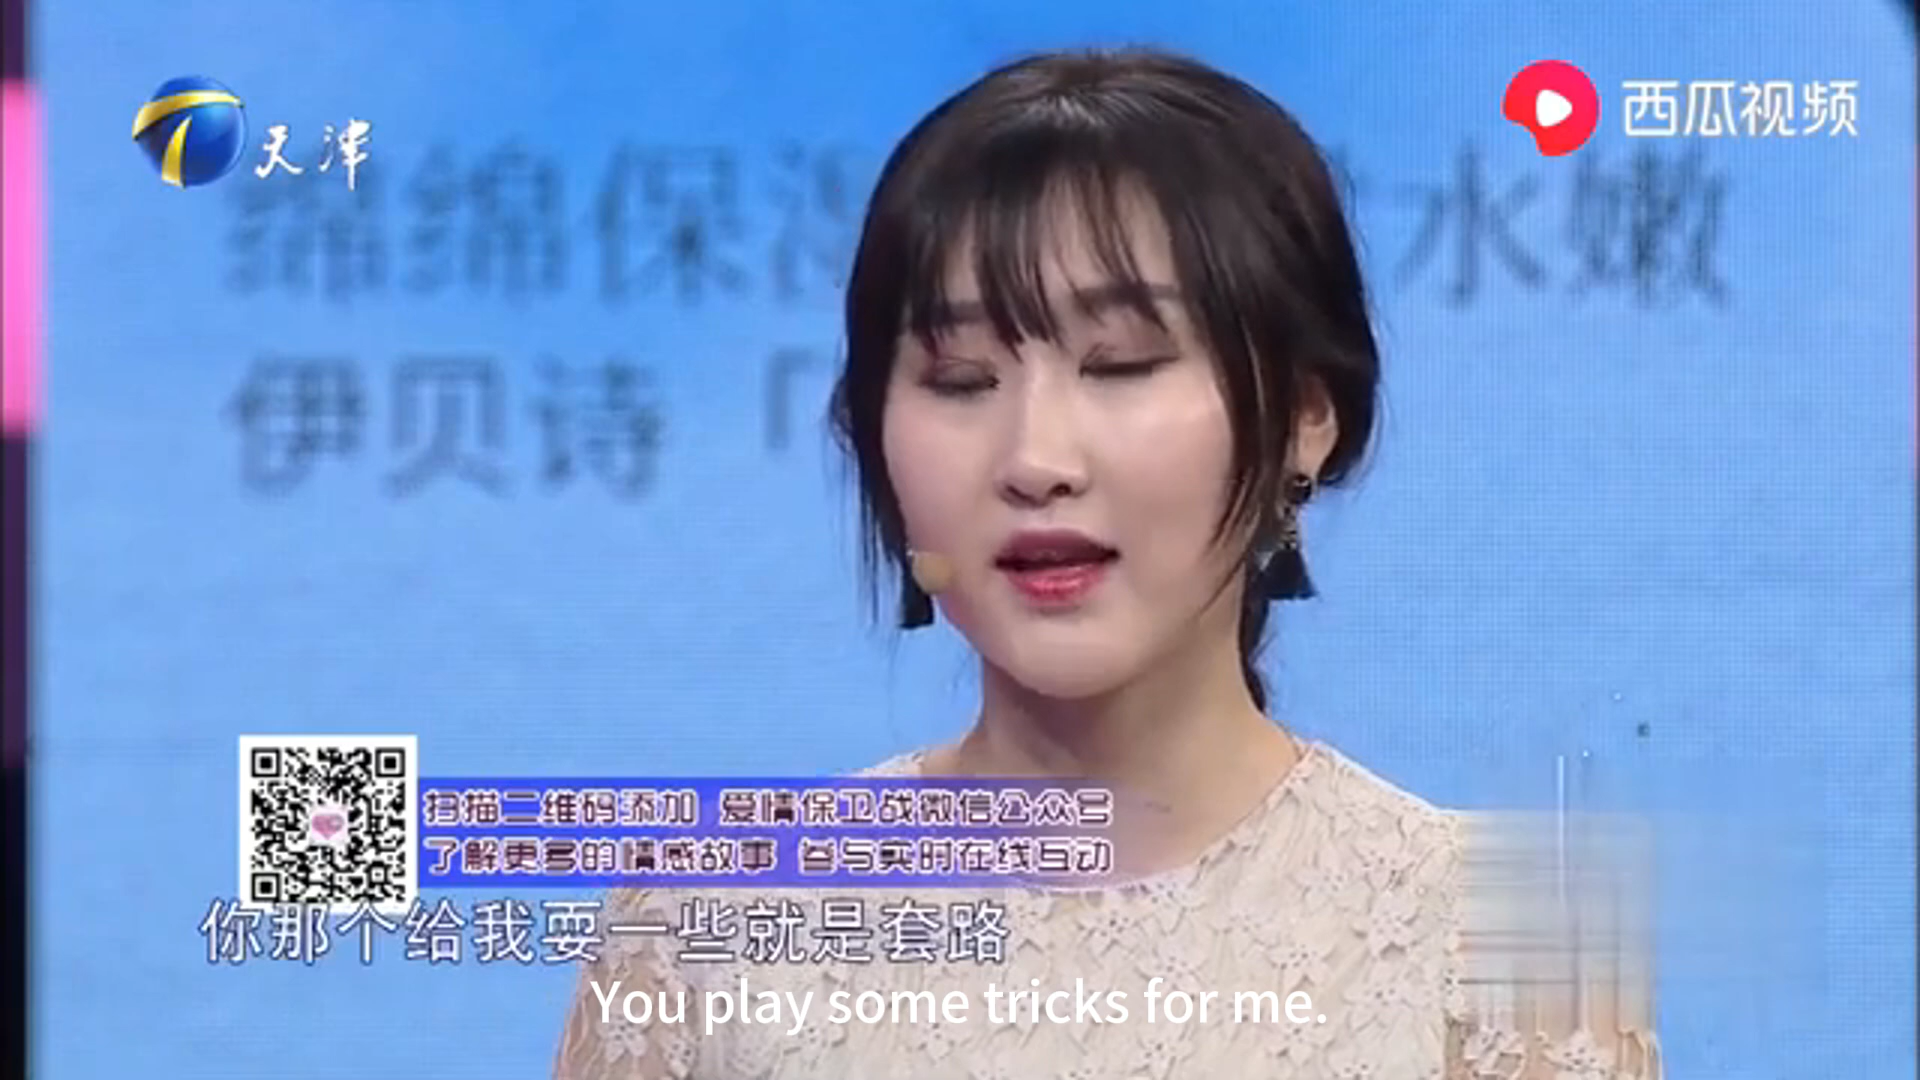 天津
西瓜视频
绵绵保
水嫩
伊贝诗「
扫描二维码添加 爱情保卫战微信公众号
了解更多的情感故事 参与实时在线互动
你那个给我耍一些就是套路
You play some tricks for me.